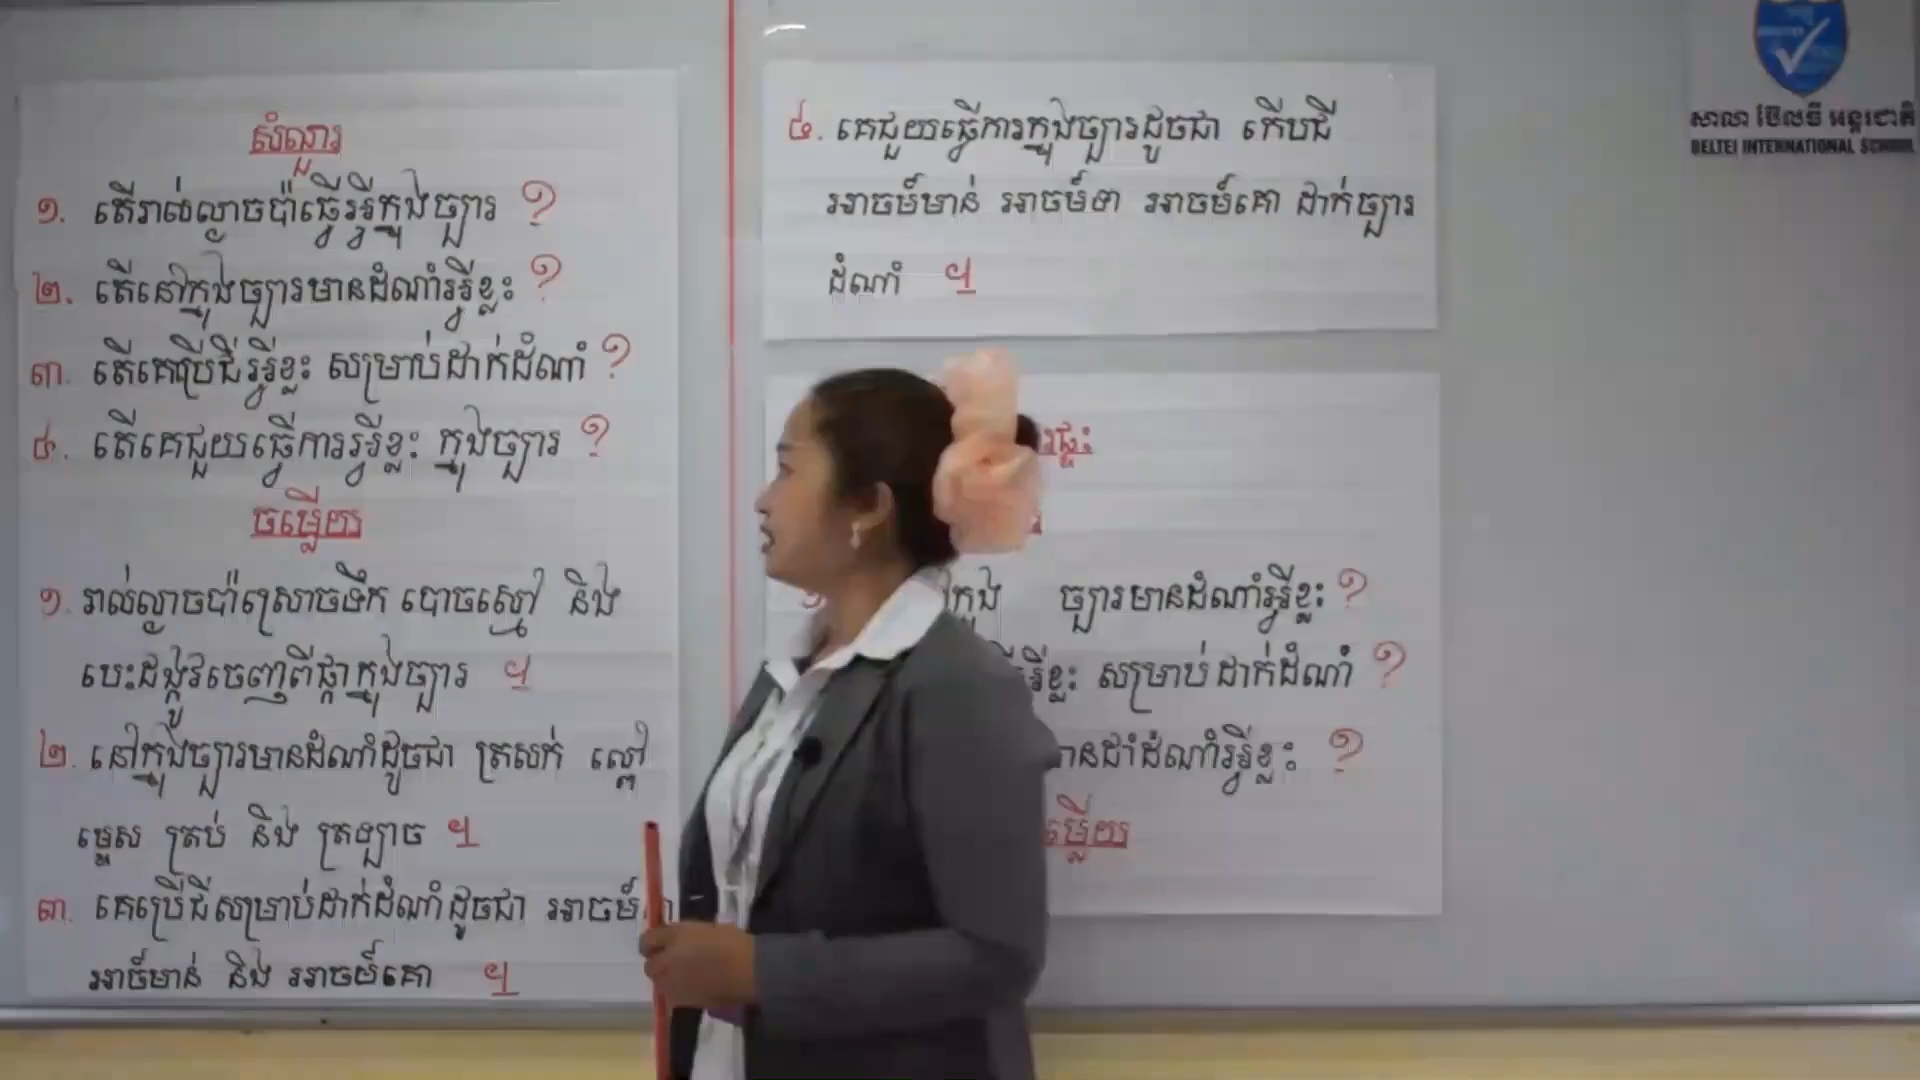 សំណួរ
១. តើរាល់ល្ងាចប៉ាធ្វើអ្វីក្នុងច្បារ ?
២. តើនៅក្នុងច្បារមានដំណាំអ្វីខ្លះ ?
៣. តើគេប្រើជីអ្វីខ្លះ សម្រាប់ដាក់ដំណាំ ?
៤. តើគេជួយធ្វើការអ្វីខ្លះ ក្នុងច្បារ ?
ចម្លើយ
១. រាល់ល្ងាចប៉ាស្រោចទឹក បោចស្មៅ និង
បេះដង្កូវចេញពីផ្កាក្នុងច្បារ ។
២. នៅក្នុងច្បារមានដំណាំដូចជា ត្រសក់ ល្ពៅ
ម្ទេស ត្រប់ និង ត្រឡាច ។
៣. គេប្រើជីសម្រាប់ដាក់ដំណាំដូចជា អាចម៍
អាច៍មាន់ និង អាចម៍គោ ។
៤. គេជួយធ្វើការក្នុងច្បារដូចជា កើបជី
អាចម៍មាន់ អាចម៍ទា អាចម៍គោ ដាក់ច្បារ
ដំណាំ ។
ផ្ទះ
ក្នុង ច្បារមានដំណាំអ្វីខ្លះ ?
អ្វីខ្លះ សម្រាប់ដាក់ដំណាំ ?
មានដាំដំណាំអ្វីខ្លះ ?
ម្លើយ
សាលា ប៊ែលធី អន្តរជាតិ
BELTEI INTERNATIONAL SCHOOL